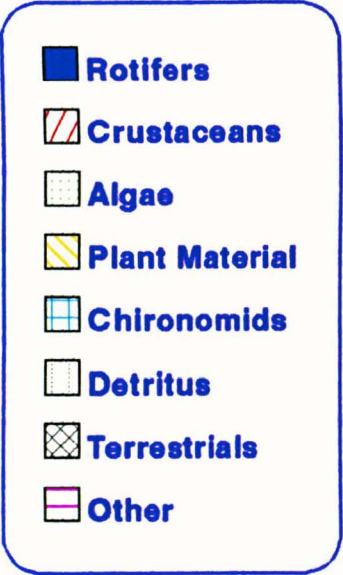 Rotifers
Crustaceans
Algae
Plant Material
Chironomids
Detritus
Terrestrials
Other